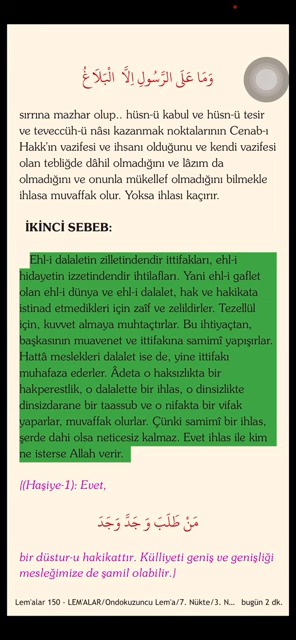 وَمَا عَلَى الرَّسُولِ اِلَّا الْبَلَاغُ
sırrına mazhar olup.. hüsn-ü kabul ve hüsn-ü tesir
ve teveccüh-ü nâsı kazanmak noktalarının Cenab-ı
Hakk'ın vazifesi ve ihsanı olduğunu ve kendi vazifesi
olan tebliğde dâhil olmadığını ve lâzım da
olmadığını ve onunla mükellef olmadığını bilmekle
ihlasa muvaffak olur. Yoksa ihlası kaçırır.
İKİNCİ SEBEB:
Ehl-i dalaletin zilletindendir ittifakları, ehl-i
hidayetin izzetindendir ihtilafları. Yani ehl-i gaflet
olan ehl-i dünya ve ehl-i dalalet, hak ve hakikata
istinad etmedikleri için zaîf ve zelildirler. Tezellül
için, kuvvet almaya muhtaçtırlar. Bu ihtiyaçtan,
başkasının muavenet ve ittifakına samimî yapışırlar.
Hattâ meslekleri dalalet ise de, yine ittifakı
muhafaza ederler. Âdeta o haksızlıkta bir
hakperestlik, o dalalette bir ihlas, o dinsizlikte
dinsizdarane bir taassub ve o nifakta bir vifak
yaparlar, muvaffak olurlar. Çünki samimî bir ihlas,
şerde dahi olsa neticesiz kalmaz. Evet ihlas ile kim
ne isterse Allah verir.
[(Haşiye-1): Evet,
مَنْ طَلَبَ وَ جَدَّ وَجَدَ
bir düstur-u hakikattır. Külliyeti geniş ve genişliği
mesleğimize de şamil olabilir.]
Lem'alar 150 - LEM'ALAR/Ondokuzuncu Lem'a/7. Nükte/3. N... bugün 2 dk.